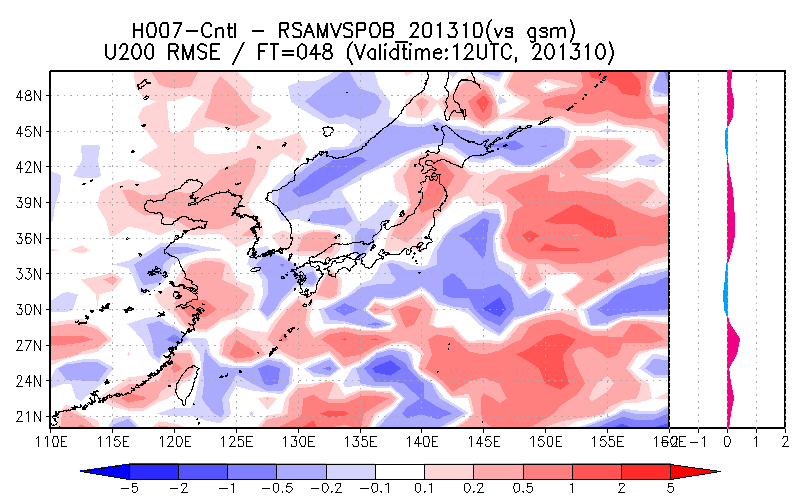 H007-Cntl - RSAMVSPOB_201310(vs gsm)
U200 RMSE / FT=048 (Validtime:12UTC, 201310)
48N
45N
42N
39N
36N
33N
30N
27N
24N
21N
110E 115E 120E 125E 130E 135E 140E 145E 150E 155E 160E -2 -1 0 1 2
-5 -2 -1 -0.5 -0.2 -0.1 0.1 0.2 0.5 1 2 5